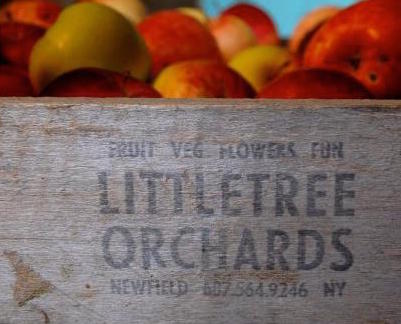 FRUIT VEG FLOWERS FUN
LITTLETREE
ORCHARDS
NEWFIELD 607.564.9246 NY